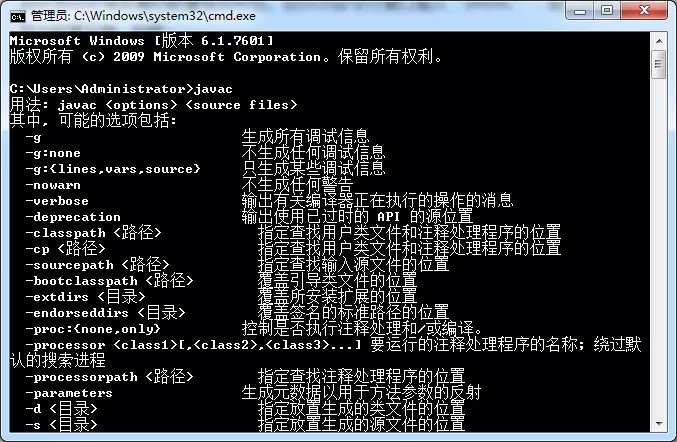 管理员: C:\Windows\system32\cmd.exe
Microsoft Windows [版本 6.1.7601]
版权所有 (c) 2009 Microsoft Corporation。保留所有权利。
C:\Users\Administrator>javac
用法: javac <options> <source files>
其中, 可能的选项包括:
-g 生成所有调试信息
-g:none 不生成任何调试信息
-g:{lines,vars,source} 只生成某些调试信息
-nowarn 不生成任何警告
-verbose 输出有关编译器正在执行的操作的消息
-deprecation 输出使用已过时的 API 的源位置
-classpath <路径> 指定查找用户类文件和注释处理程序的位置
-cp <路径> 指定查找用户类文件和注释处理程序的位置
-sourcepath <路径> 指定查找输入源文件的位置
-bootclasspath <路径> 覆盖引导类文件的位置
-extdirs <目录> 覆盖所安装扩展的位置
-endorseddirs <目录> 覆盖签名的标准路径的位置
-proc:{none,only} 控制是否执行注释处理和/或编译。
-processor <class1>[,<class2>,<class3>...] 要运行的注释处理程序的名称; 绕过默
认的搜索进程
-processorpath <路径> 指定查找注释处理程序的位置
-parameters 生成元数据以用于方法参数的反射
-d <目录> 指定放置生成的类文件的位置
-s <目录> 指定放置生成的源文件的位置